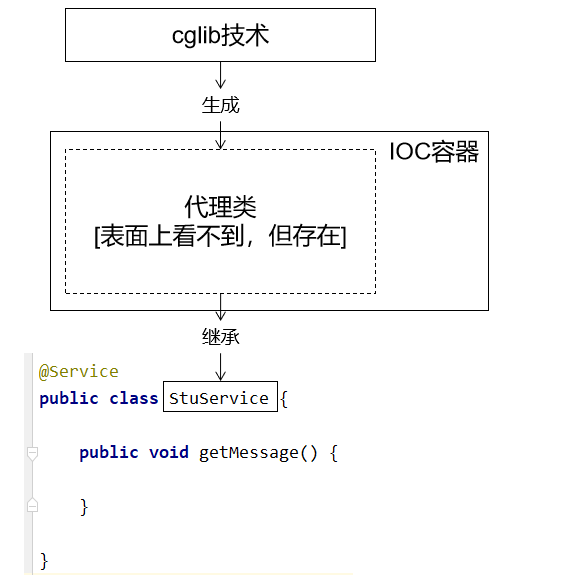 cglib技术
生成
IOC容器
代理类
[表面上看不到，但存在]
继承
@Service
public class StuService {
public void getMessage() {
}
}